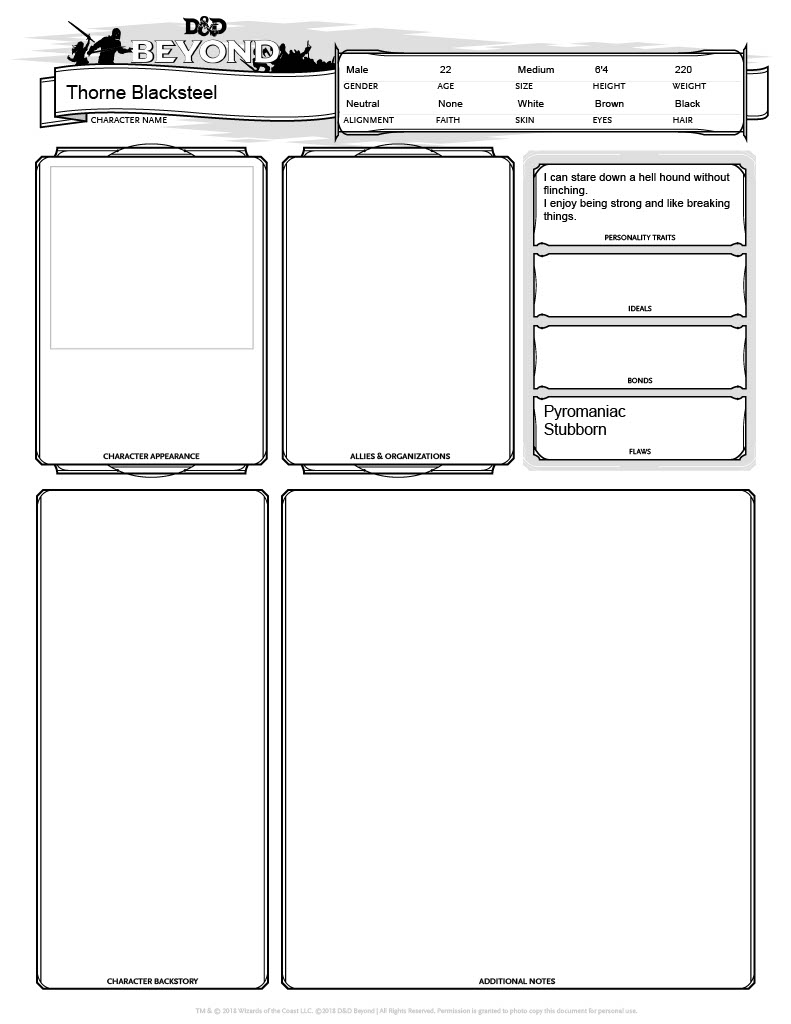 D&D
BEYOND
Thorne Blacksteel
CHARACTER NAME
Male 22 Medium 6'4 220
GENDER AGE SIZE HEIGHT WEIGHT
Neutral None White Brown Black
ALIGNMENT FAITH SKIN EYES HAIR
I can stare down a hell hound without
flinching.
I enjoy being strong and like breaking
things.
PERSONALITY TRAITS
IDEALS
BONDS
Pyromaniac
Stubborn
FLAWS
CHARACTER APPEARANCE
ALLIES & ORGANIZATIONS
CHARACTER BACKSTORY
ADDITIONAL NOTES
TM & © 2018 Wizards of the Coast LLC. ©2018 D&D Beyond | All Rights Reserved. Permission is granted to photo copy this document for personal use.